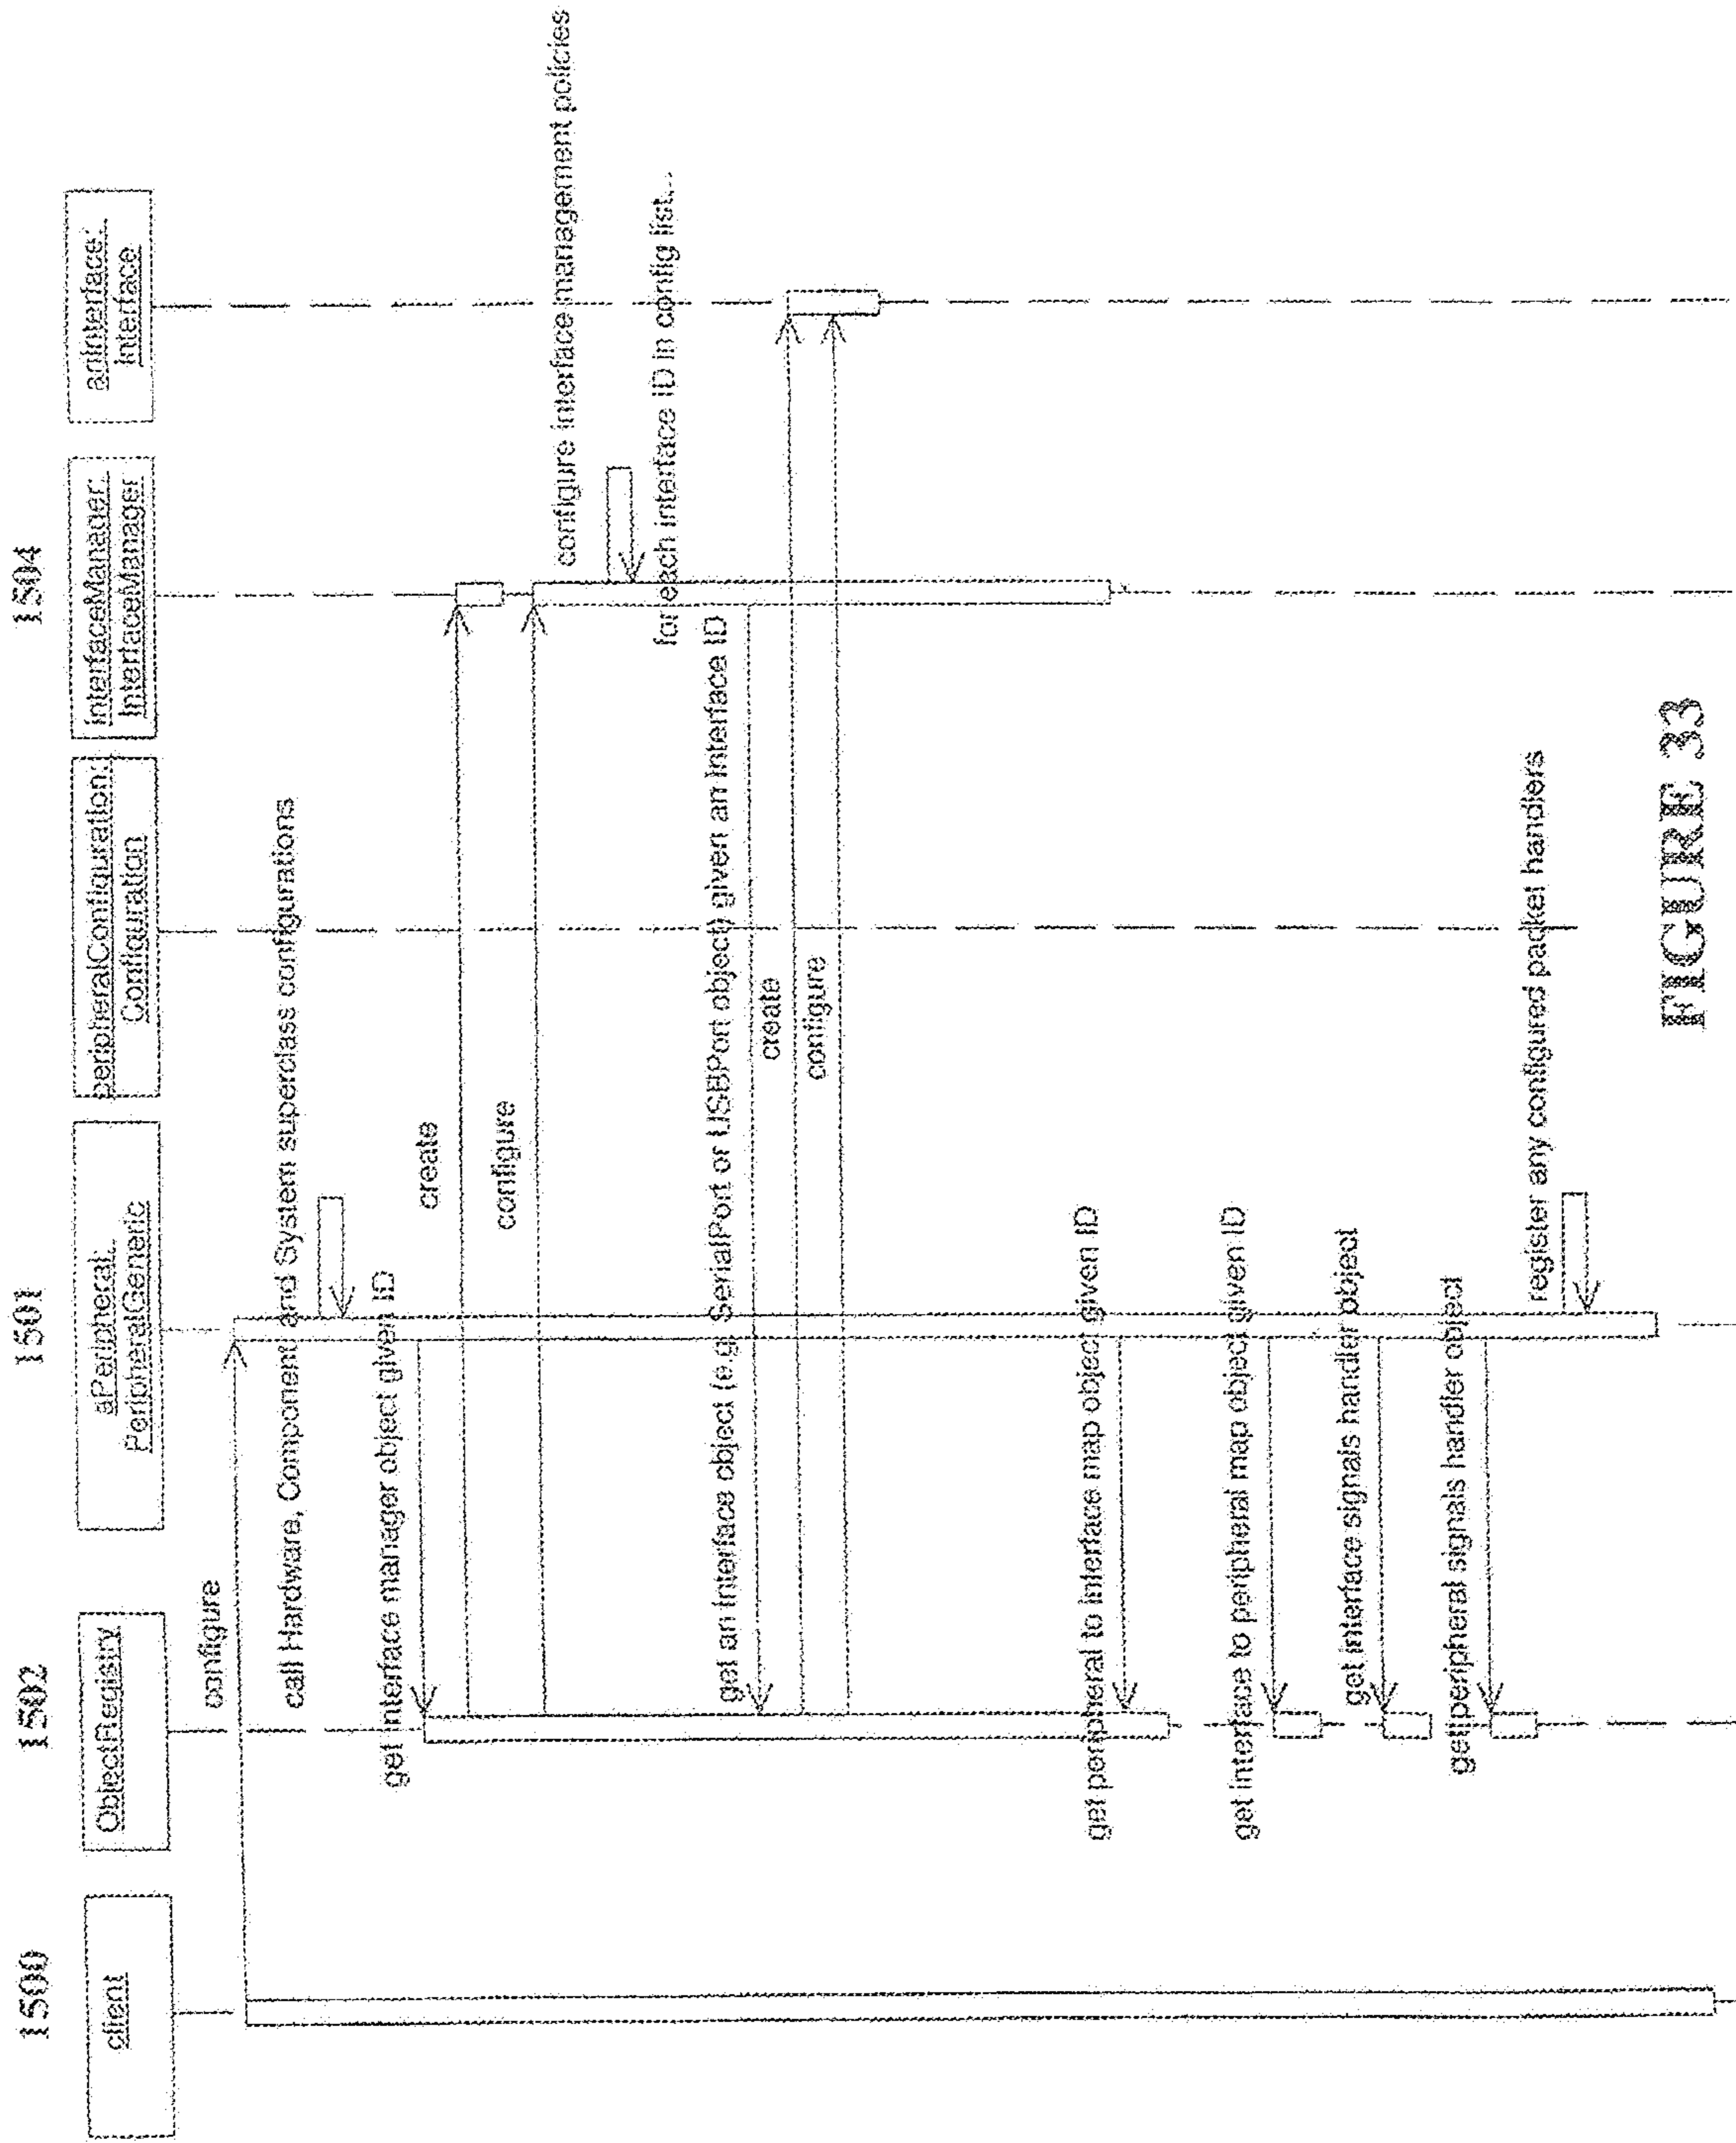 1500
1502
1501
1504
client
ObjectRegistry
aPeripheral:
PeripheralGeneric
peripheralConfiguration:
Configuration
interfaceManager:
InterfaceManager
anInterface:
Interface
configure
call Hardware, Component and System superclass configurations
get interface manager object given ID
create
configure
configure interface management policies
for each interface ID in config list...
get an interface object (e.g. SerialPort or USBPort object) given an Interface ID
create
configure
get peripheral to interface map object given ID
get interface to peripheral map object given ID
get interface signals handler object
get peripheral signals handler object
register any configured packet handlers
FIGURE 33